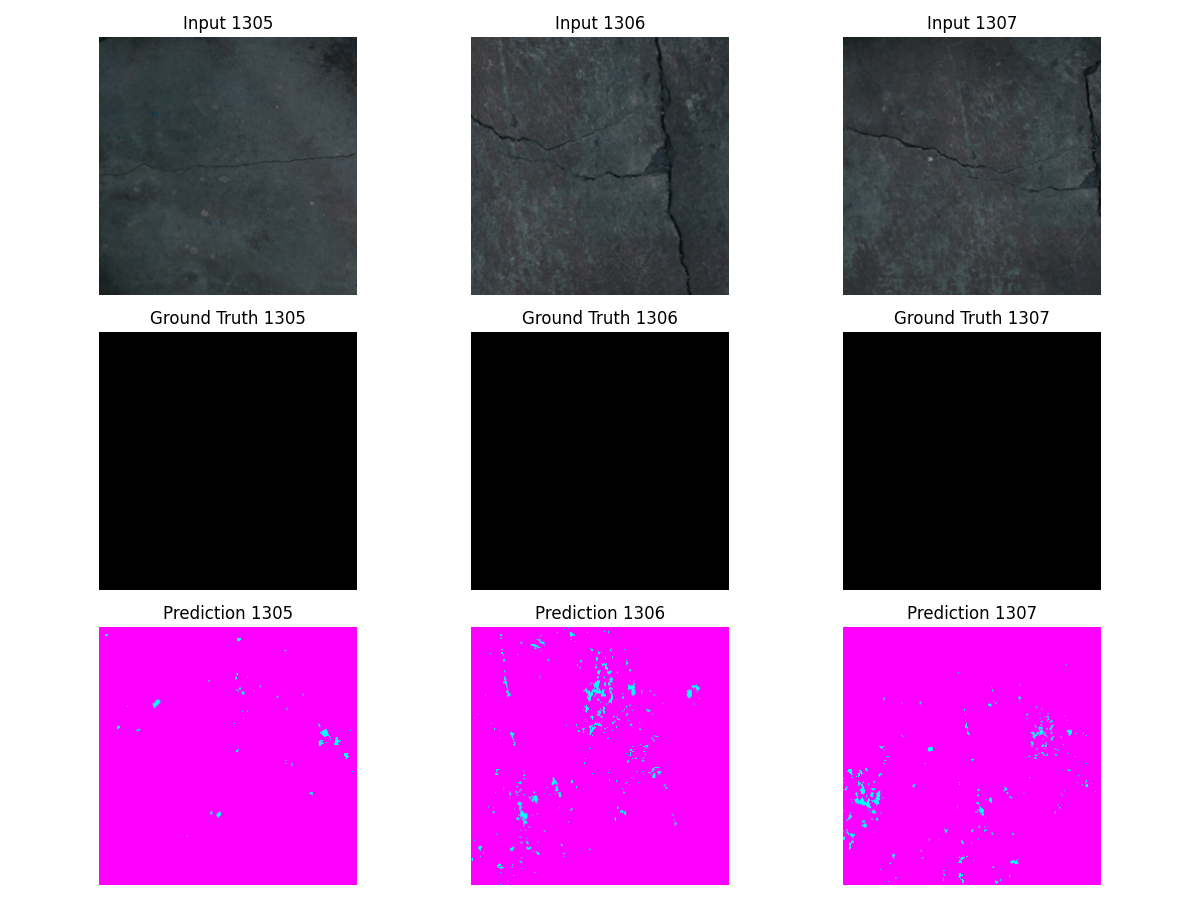 Input 1305
Input 1306
Input 1307
Ground Truth 1305
Ground Truth 1306
Ground Truth 1307
Prediction 1305
Prediction 1306
Prediction 1307